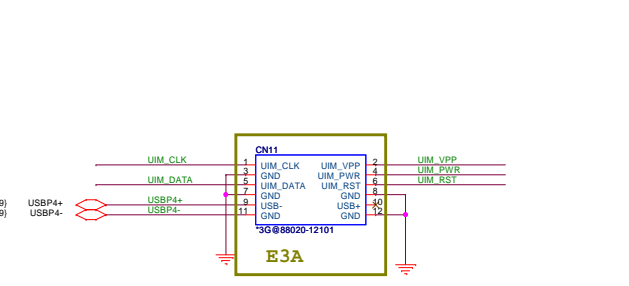 CN11
UIM_CLK 1 UIM_CLK UIM_VPP 2 UIM_VPP
3 GND UIM_PWR 4 UIM_PWR
UIM_DATA 5 UIM_DATA UIM_RST 6 UIM_RST
7 GND GND 8
9} USBP4+ USBP4+ 9 USB- USB+ 10
9} USBP4- USBP4- 11 GND GND 12
*3G@88020-12101
E3A